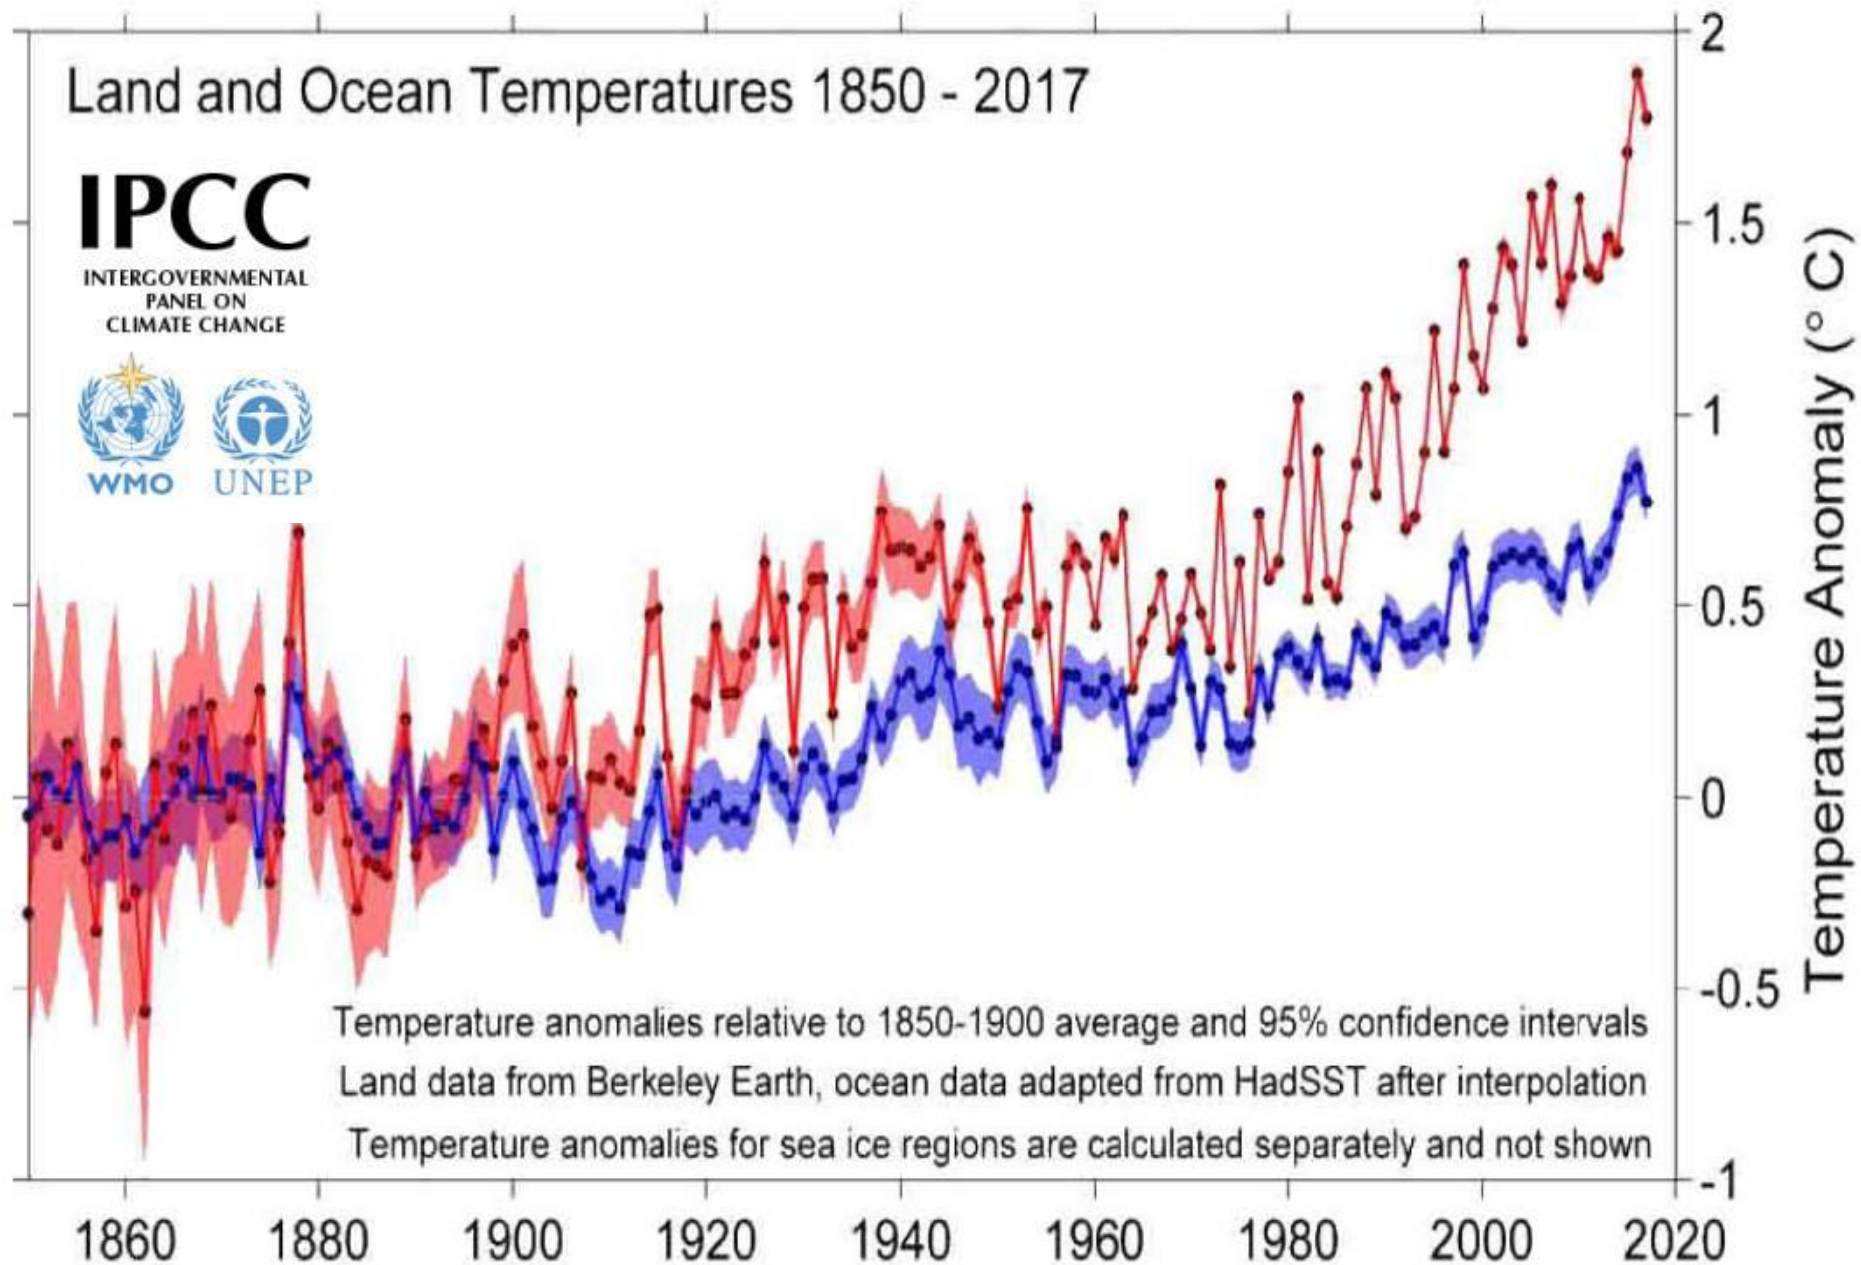 Land and Ocean Temperatures 1850 - 2017
IPCC
INTERGOVERNMENTAL
PANEL ON
CLIMATE CHANGE
WMO
UNEP
2
1.5
1
0.5
0
-0.5
-1
Temperature Anomaly (° C)
Temperature anomalies relative to 1850-1900 average and 95% confidence intervals
Land data from Berkeley Earth, ocean data adapted from HadSST after interpolation
Temperature anomalies for sea ice regions are calculated separately and not shown
1860 1880 1900 1920 1940 1960 1980 2000 2020